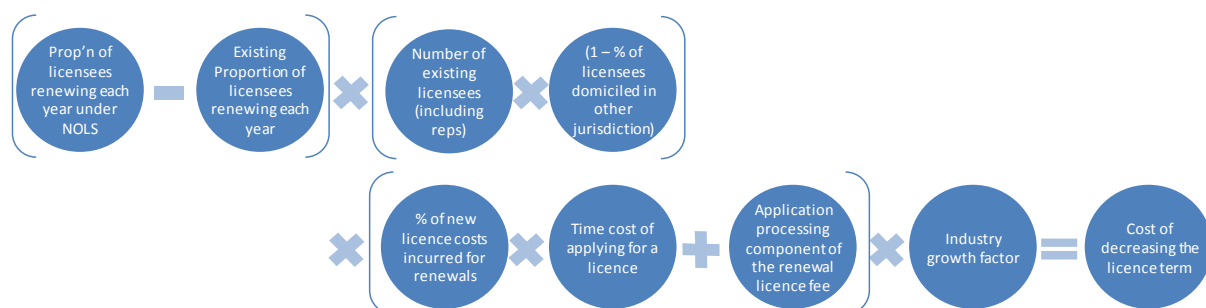 Prop’n of
licensees
renewing each
year under
NOLS
Existing
Proportion of
licensees
renewing each
year
Number of
existing
licensees
(including
reps)
(1 – % of
licensees
domiciled in
other
jurisdiction)
% of new
licence costs
incurred for
renewals
Time cost of
applying for a
licence
Application
processing
component of
the renewal
licence fee
Industry
growth factor
Cost of
decreasing the
licence term